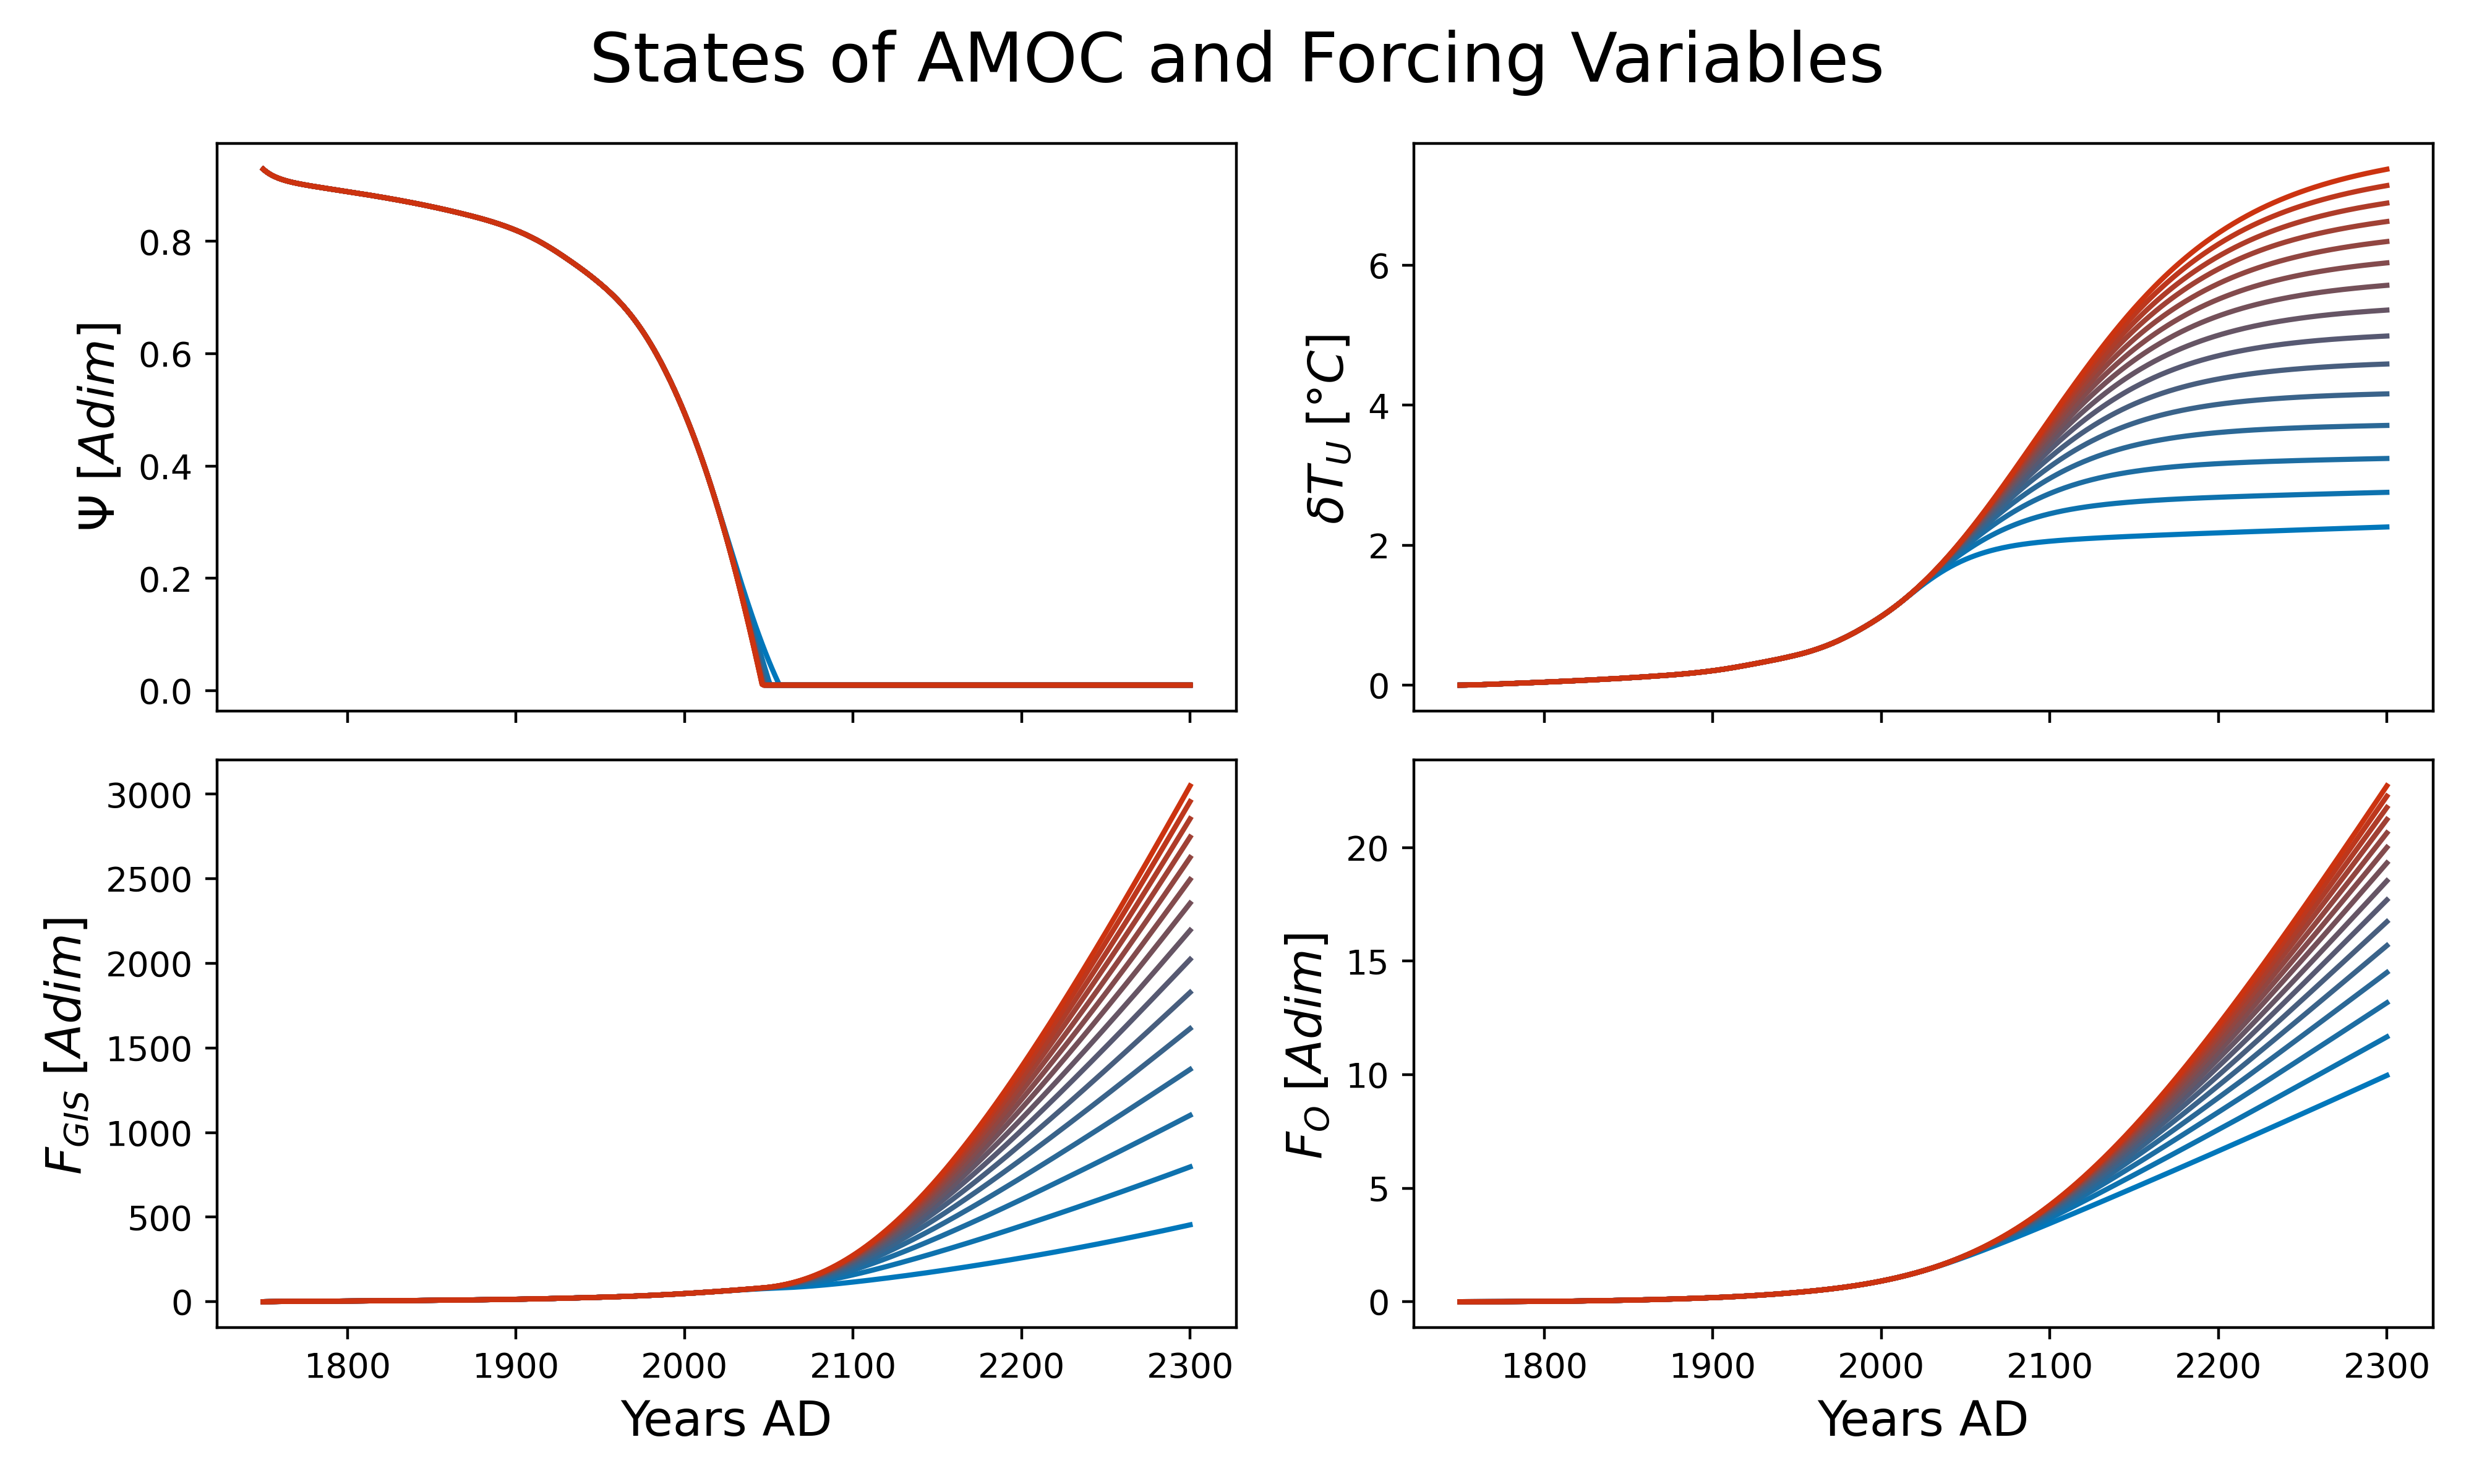 States of AMOC and Forcing Variables
Ψ [Adim]
0.8
0.6
0.4
0.2
0.0
δT_U [°C]
6
4
2
0
F_GIS [Adim]
3000
2500
2000
1500
1000
500
0
1800 1900 2000 2100 2200 2300
Years AD
F_O [Adim]
20
15
10
5
0
1800 1900 2000 2100 2200 2300
Years AD